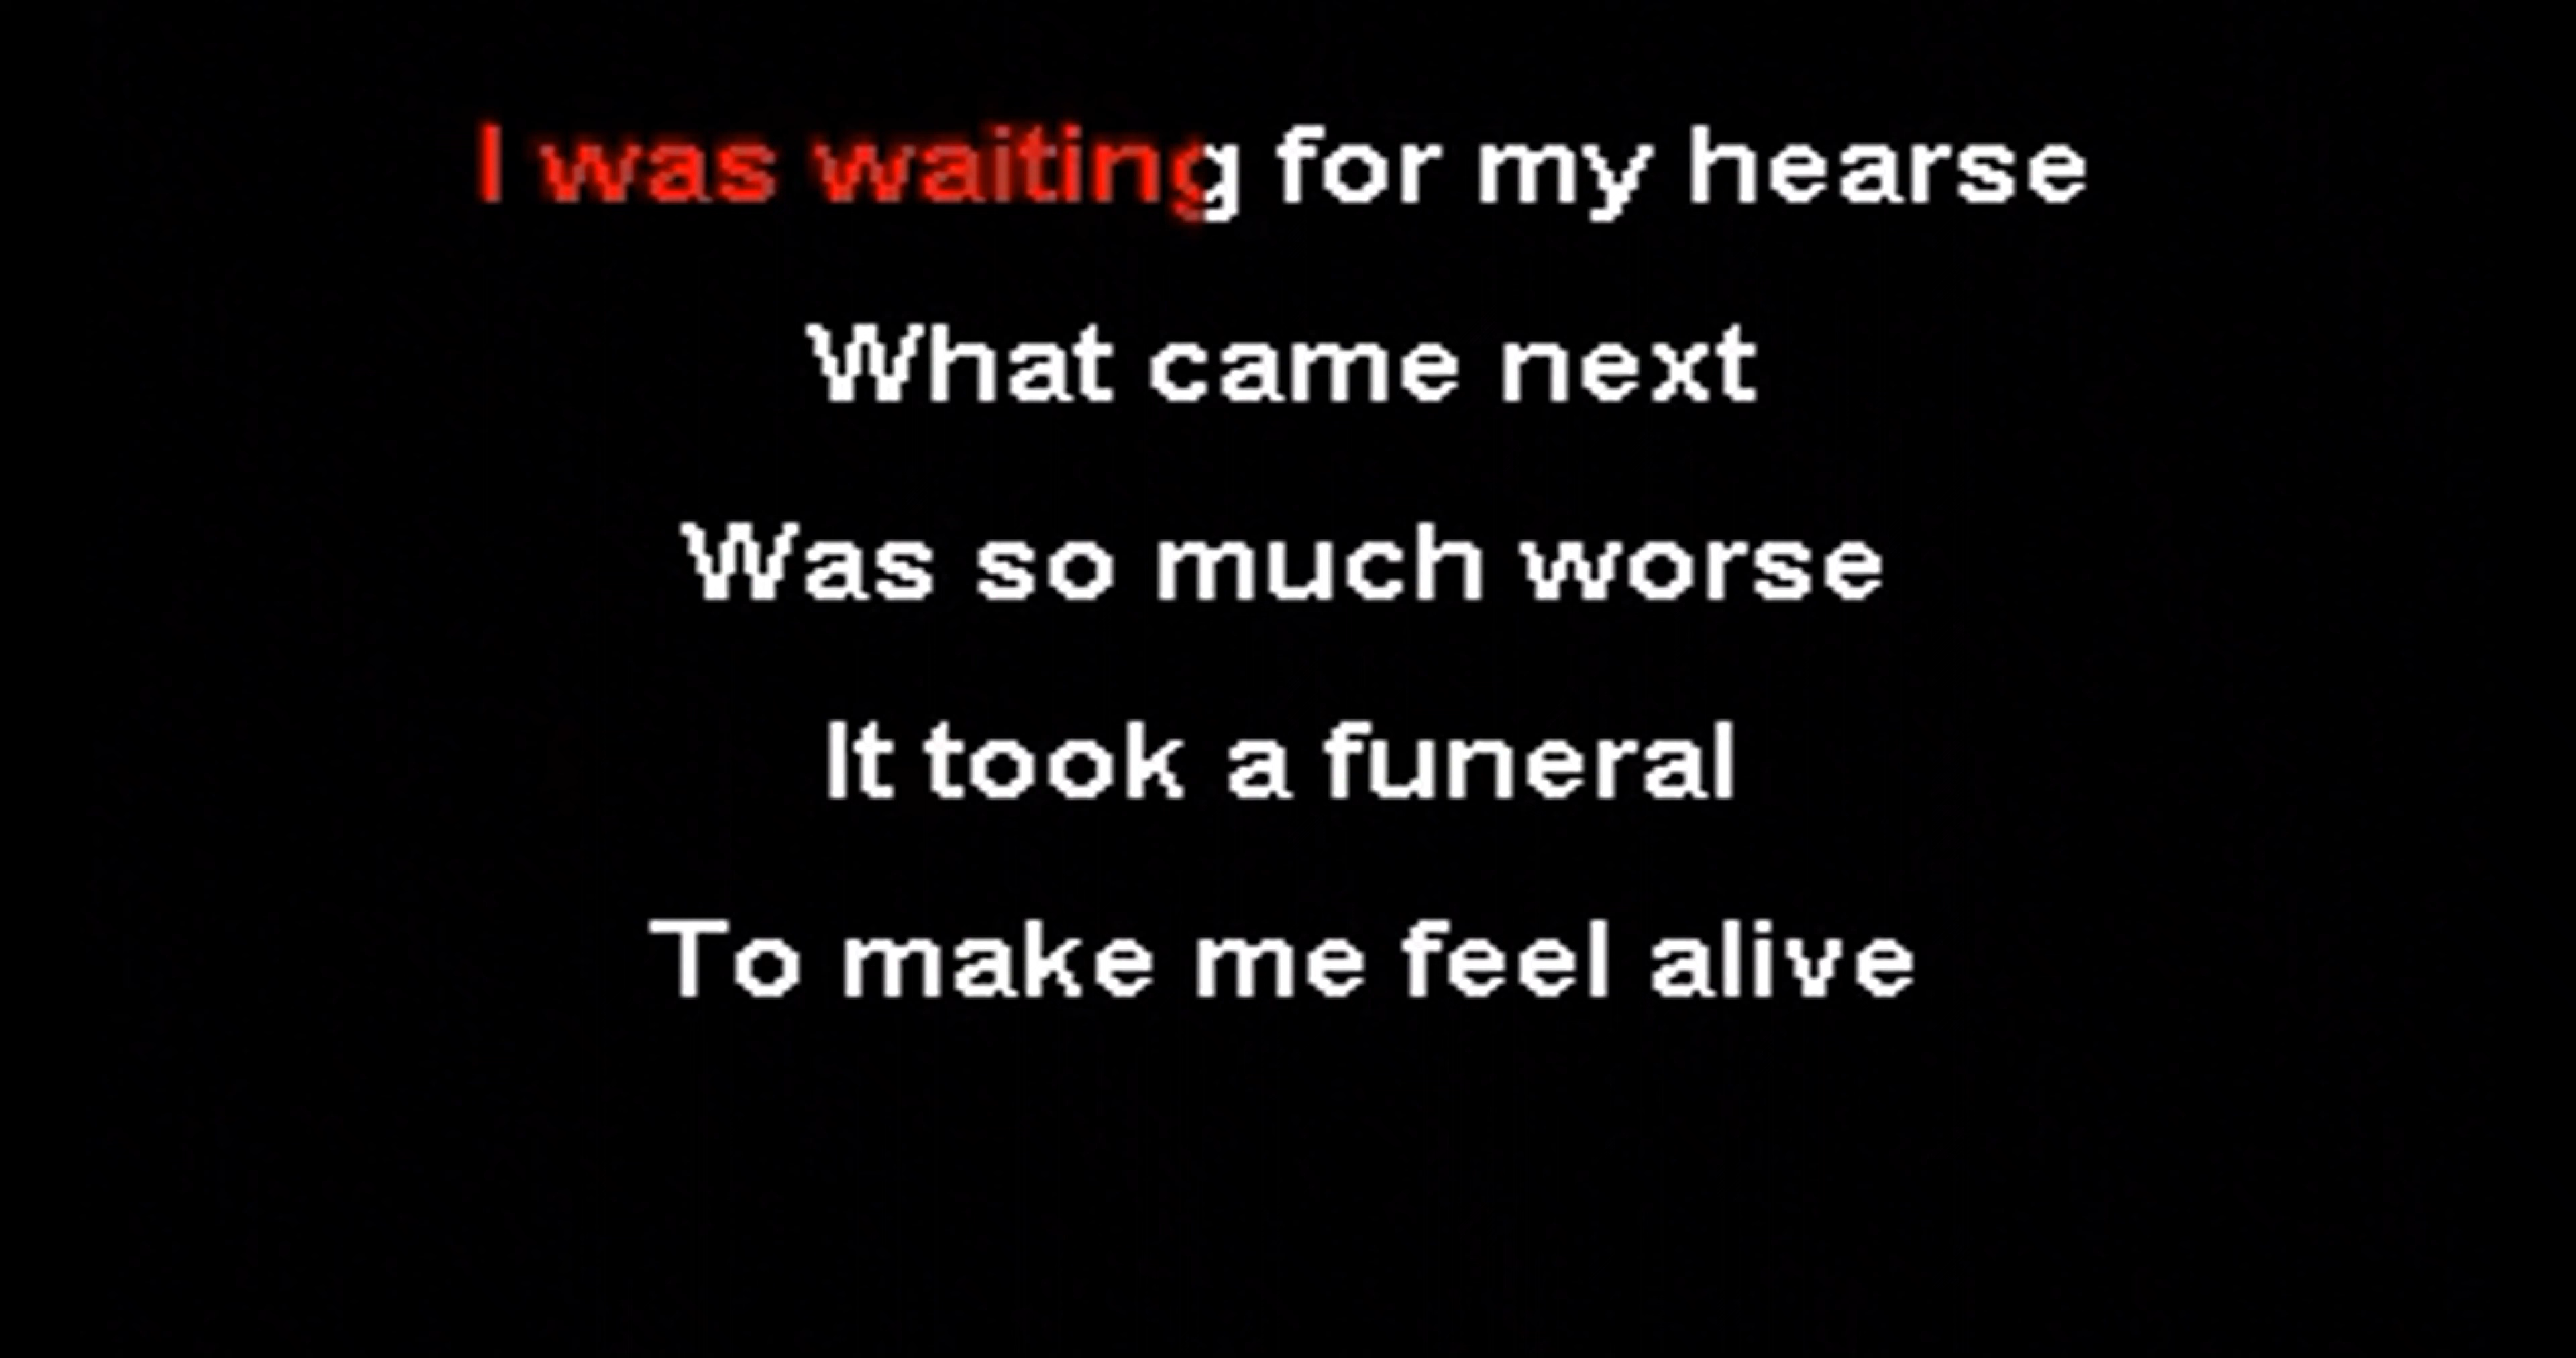 I was waiting for my hearse
What came next
Was so much worse
It took a funeral
To make me feel alive